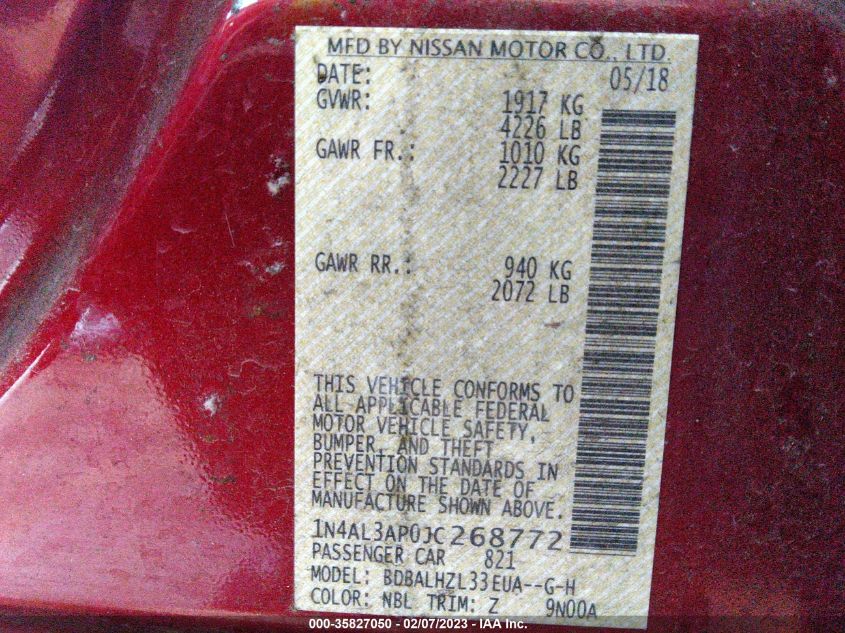 MFD BY NISSAN MOTOR CO., LTD.
DATE: 05/18
GVWR: 1917 KG
4226 LB
GAWR FR.: 1010 KG
2227 LB
GAWR RR.: 940 KG
2072 LB
THIS VEHICLE CONFORMS TO
ALL APPLICABLE FEDERAL
MOTOR VEHICLE SAFETY,
BUMPER, AND THEFT
PREVENTION STANDARDS IN
EFFECT ON THE DATE OF
MANUFACTURE SHOWN ABOVE.
1N4AL3AP0JC268772
PASSENGER CAR 821
MODEL: BDBALHZL33EUA--G-H
COLOR: NBL TRIM: Z 9N00A
000-35827050 - 02/07/2023 - IAA Inc.